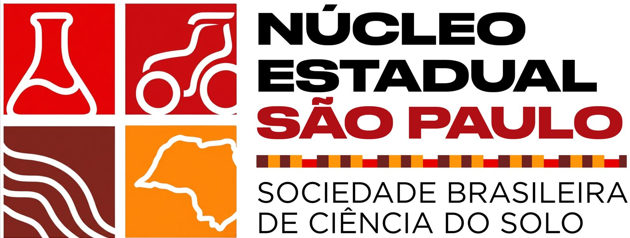 NÚCLEO
ESTADUAL
SÃO PAULO
SOCIEDADE BRASILEIRA
DE CIÊNCIA DO SOLO